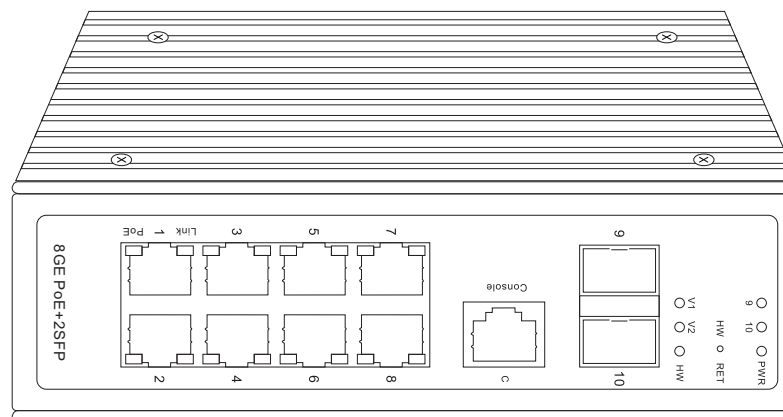 8GE PoE+2SFP
PoE 1 Link 3 5 7
2 4 6 8
Console
C
9
10
V1
V2
HW
HW
RET
9
10
PWR